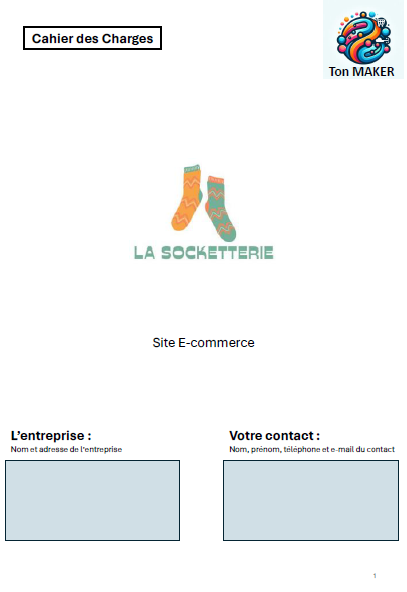 Cahier des Charges
Ton MAKER
LA SOCKETTERIE
Site E-commerce
L'entreprise :
Nom et adresse de l'entreprise
Votre contact :
Nom, prénom, téléphone et e-mail du contact
1